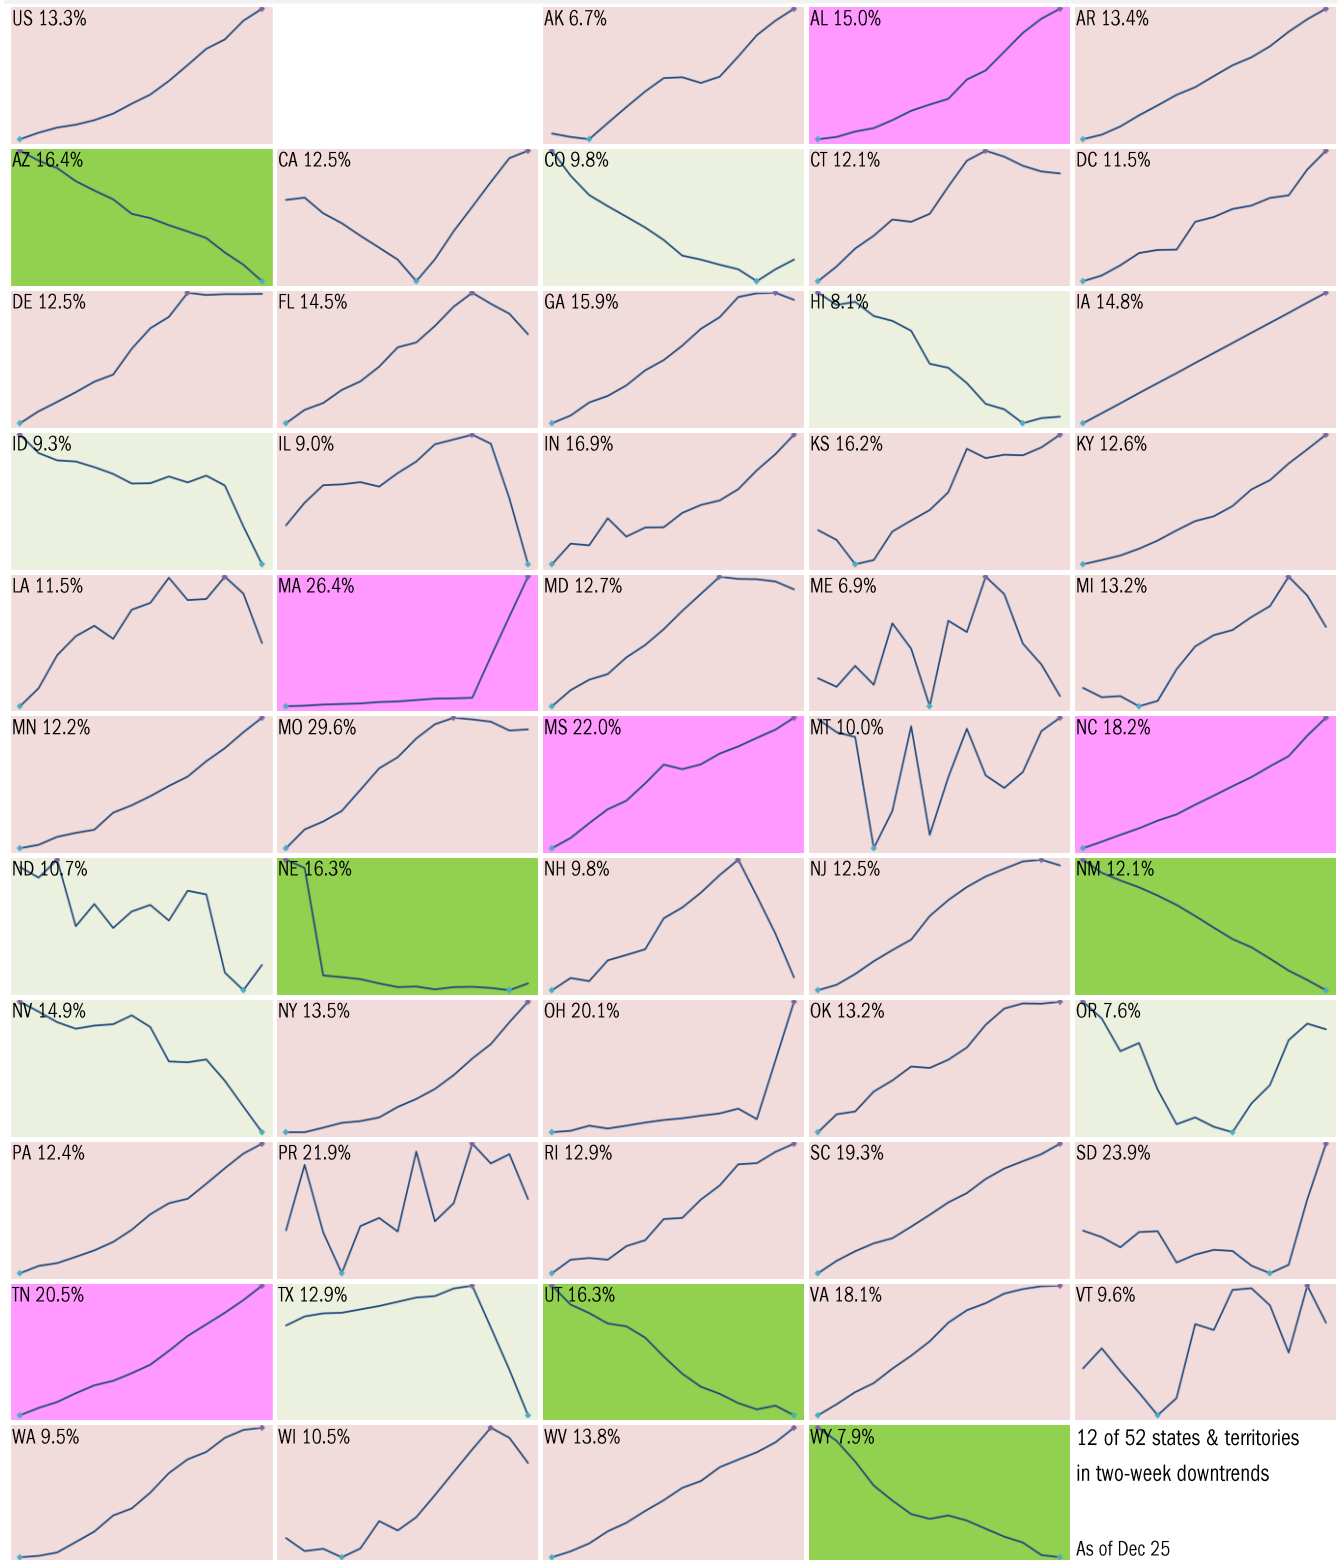 US 13.3%
AK 6.7%
AL 15.0%
AR 13.4%
AZ 16.4%
CA 12.5%
CO 9.8%
CT 12.1%
DC 11.5%
DE 12.5%
FL 14.5%
GA 15.9%
HI 8.1%
IA 14.8%
ID 9.3%
IL 9.0%
IN 16.9%
KS 16.2%
KY 12.6%
LA 11.5%
MA 26.4%
MD 12.7%
ME 6.9%
MI 13.2%
MN 12.2%
MO 29.6%
MS 22.0%
MT 10.0%
NC 18.2%
ND 10.7%
NE 16.3%
NH 9.8%
NJ 12.5%
NM 12.1%
NV 14.9%
NY 13.5%
OH 20.1%
OK 13.2%
OR 7.6%
PA 12.4%
PR 21.9%
RI 12.9%
SC 19.3%
SD 23.9%
TN 20.5%
TX 12.9%
UT 16.3%
VA 18.1%
VT 9.6%
WA 9.5%
WI 10.5%
WV 13.8%
WY 7.9%
12 of 52 states & territories
in two-week downtrends
As of Dec 25